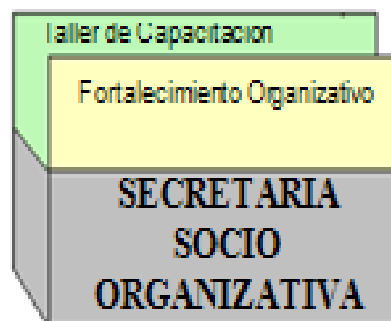 Taller de Capacitacion
Fortalecimiento Organizativo
SECRETARIA
SOCIO
ORGANIZATIVA